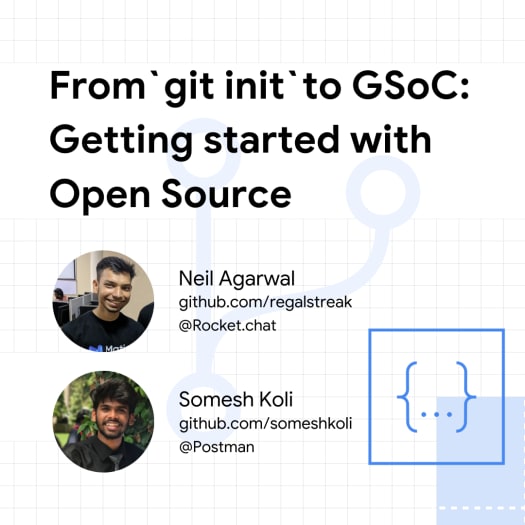 From`git init`to GSoC:
Getting started with
Open Source
Neil Agarwal
github.com/regalstreak
@Rocket.chat
Somesh Koli
github.com/someshkoli
@Postman
{...}